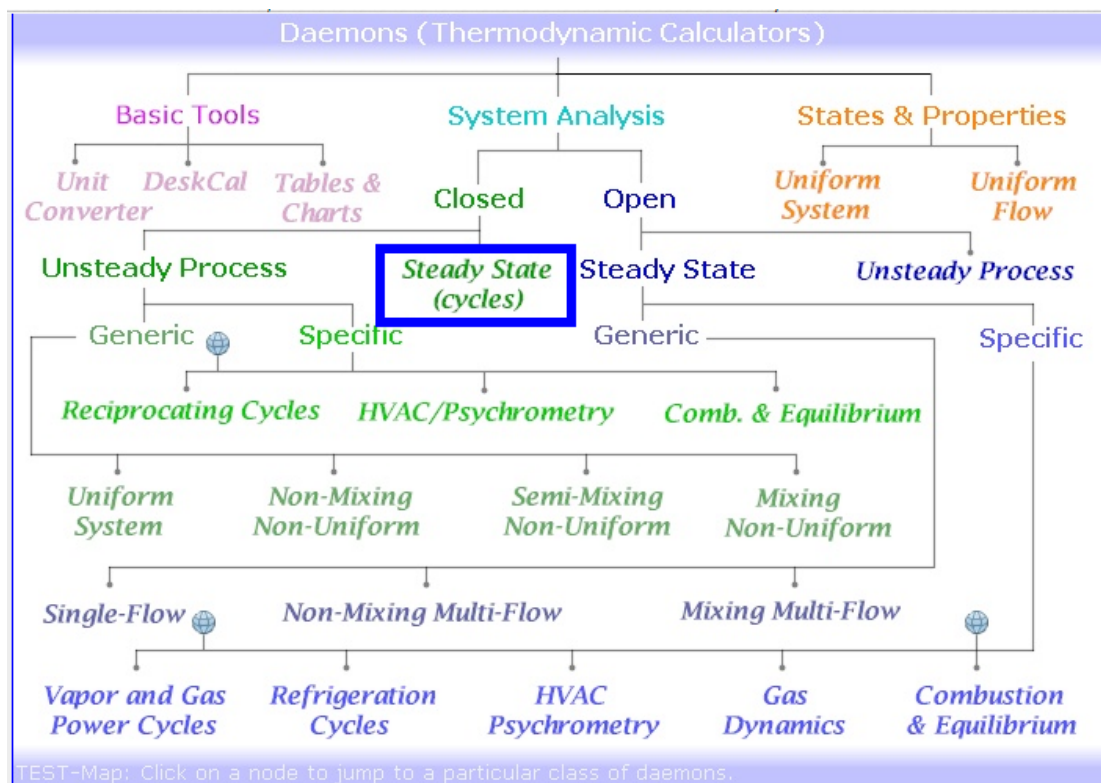 Daemons (Thermodynamic Calculators)
Basic Tools
System Analysis
States & Properties
Unit
Converter
DeskCal
Tables &
Charts
Closed
Open
Uniform
System
Uniform
Flow
Unsteady Process
Steady State
(cycles)
Steady State
Unsteady Process
Generic
Specific
Generic
Specific
Reciprocating Cycles
HVAC/Psychrometry
Comb. & Equilibrium
Uniform
System
Non-Mixing
Non-Uniform
Semi-Mixing
Non-Uniform
Mixing
Non-Uniform
Single-Flow
Non-Mixing Multi-Flow
Mixing Multi-Flow
Vapor and Gas
Power Cycles
Refrigeration
Cycles
HVAC
Psychrometry
Gas
Dynamics
Combustion
& Equilibrium
TEST-Map: Click on a node to jump to a particular class of daemons.